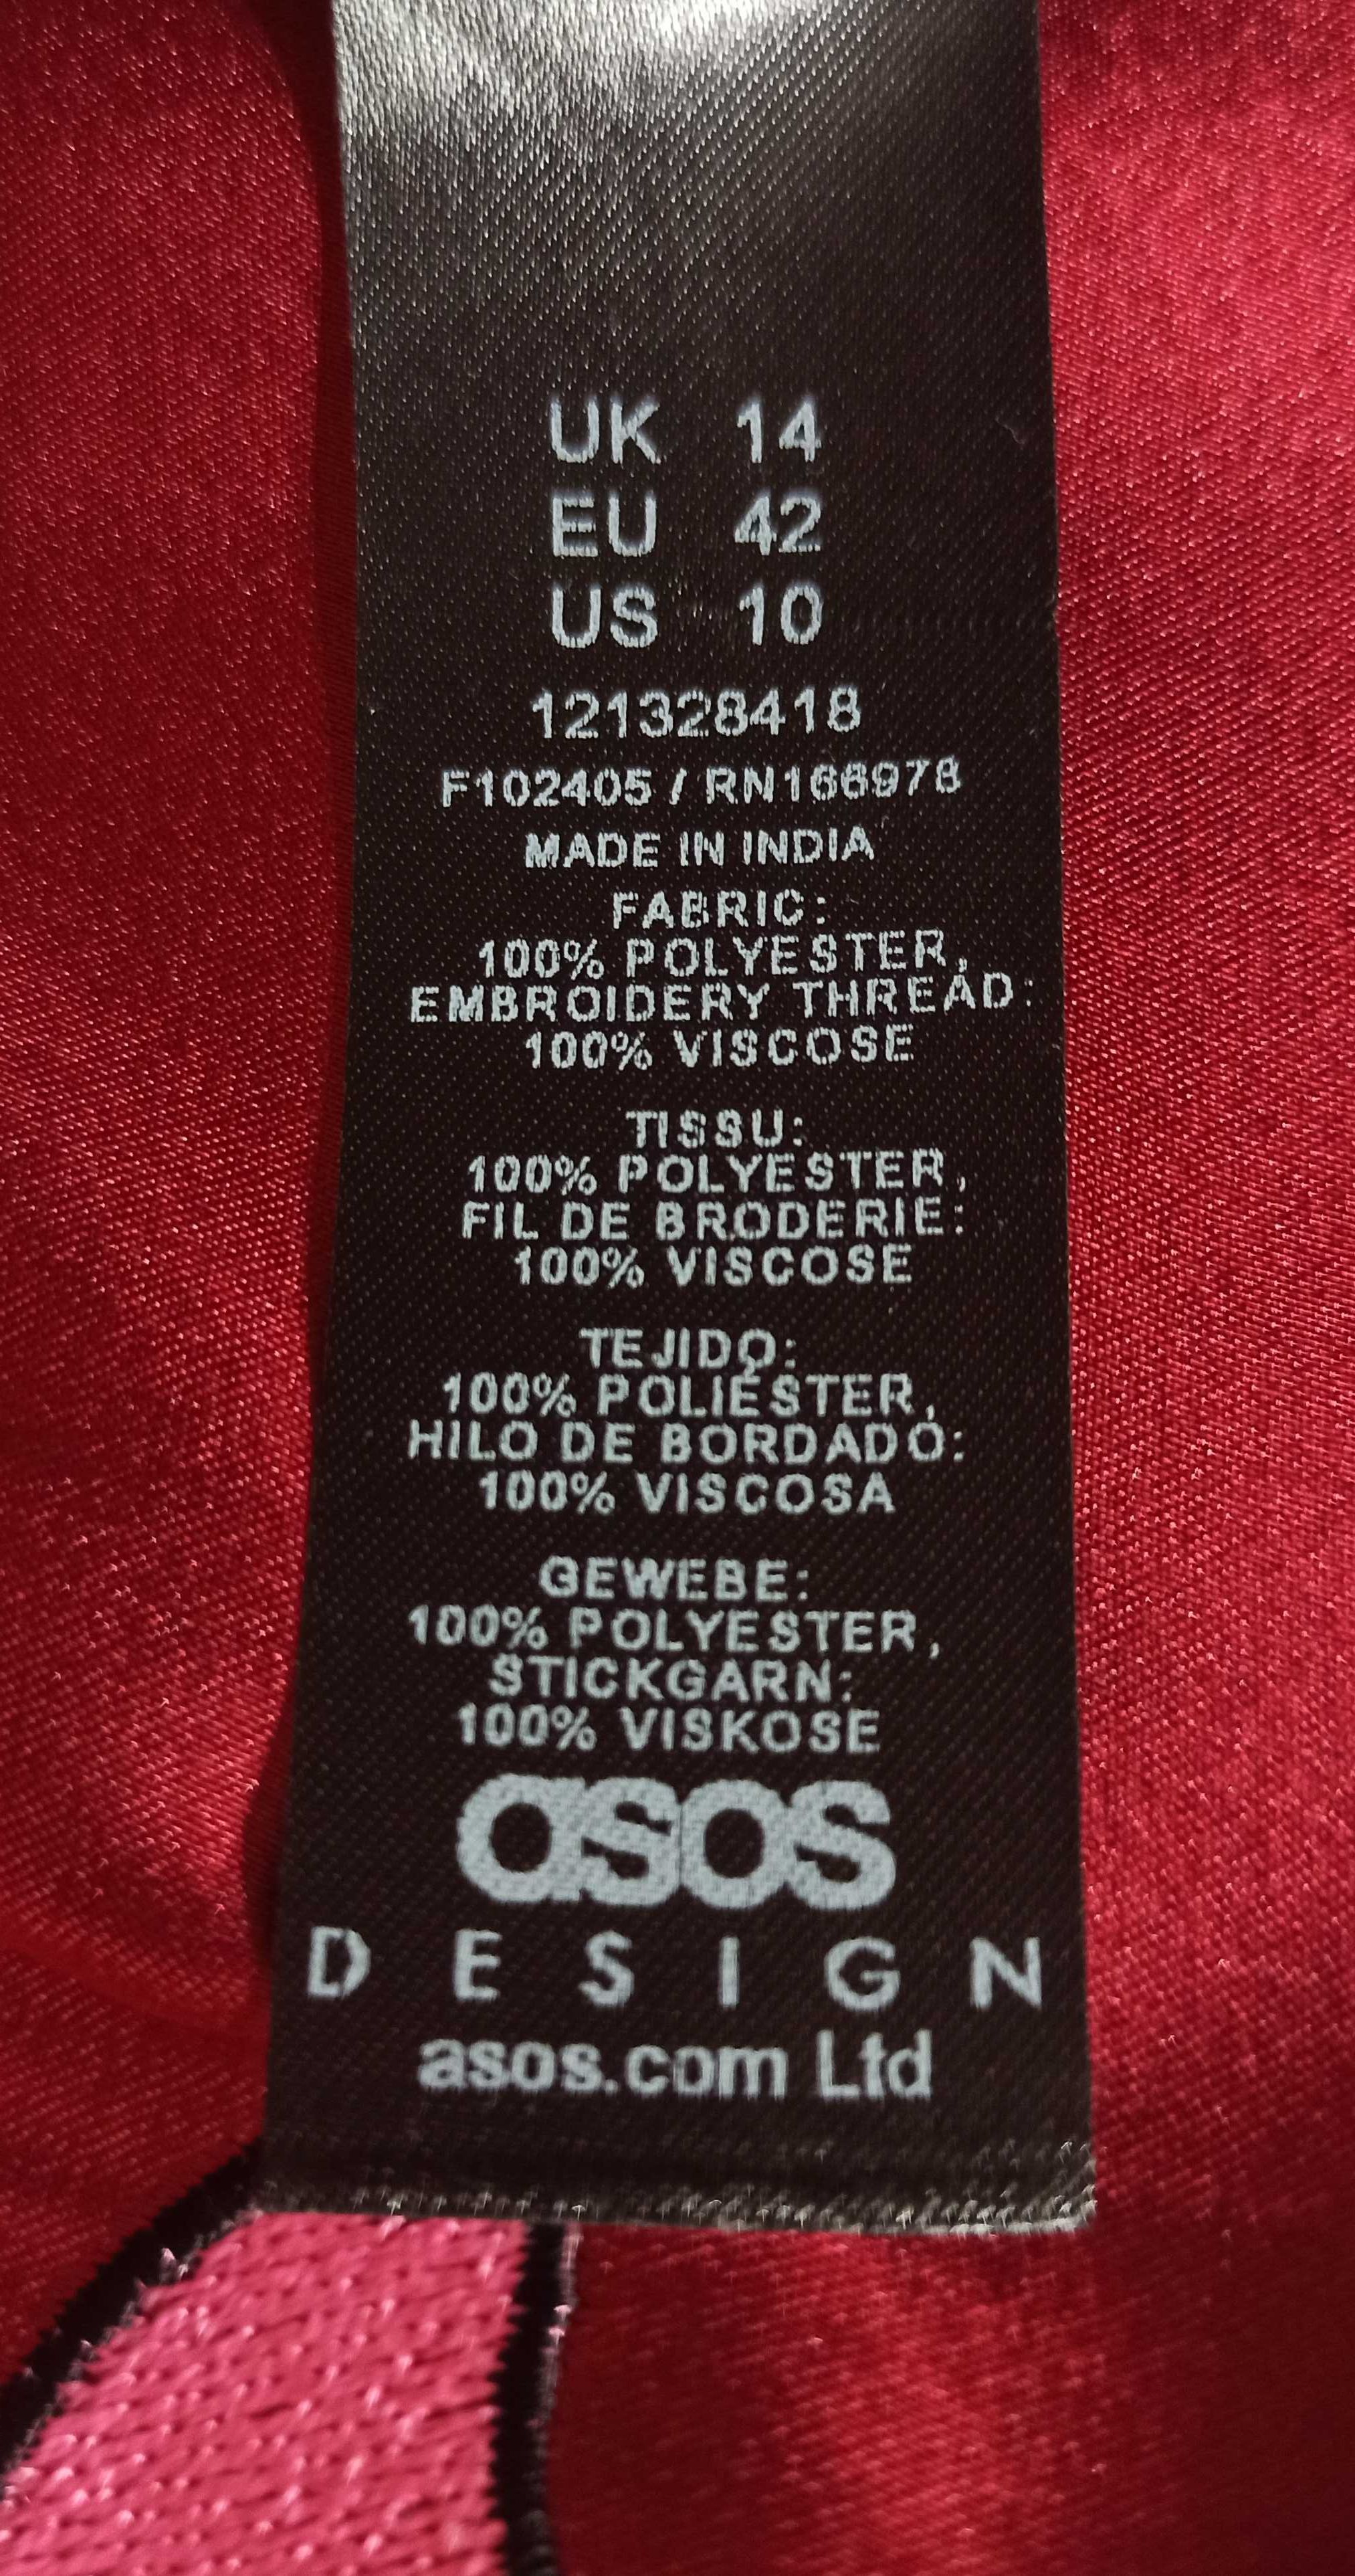 UK 14
EU 42
US 10
121328418
F102405 / RN166978
MADE IN INDIA
FABRIC:
100% POLYESTER,
EMBROIDERY THREAD:
100% VISCOSE
TISSU:
100% POLYESTER,
FIL DE BRODERIE:
100% VISCOSE
TEJIDO:
100% POLIÉSTER,
HILO DE BORDADO:
100% VISCOSA
GEWEBE:
100% POLYESTER,
STICKGARN:
100% VISKOSE
asos
DESIGN
asos.com Ltd